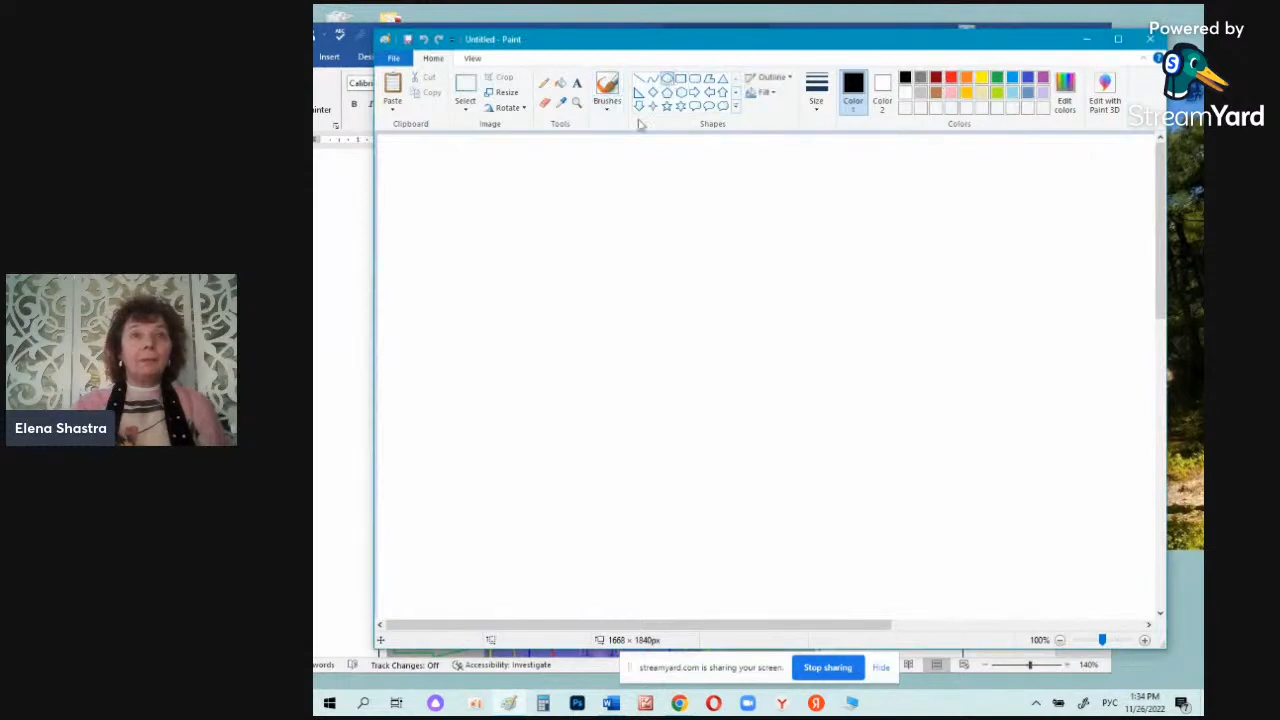 Powered by
StreamYard
Untitled - Paint
Insert
File
Home
View
Calibri
Paste
Cut
Copy
Clipboard
Select
Crop
Resize
Rotate
Image
Tools
Brushes
Outline
Fill
Shapes
Size
Color
1
Color
2
Edit
colors
Colors
Edit with
Paint 3D
Elena Shastra
1668 × 1840px
100%
Track Changes: Off
Accessibility: Investigate
streamyard.com is sharing your screen.
Stop sharing
Hide
140%
РУС
1:34 PM
11/26/2022